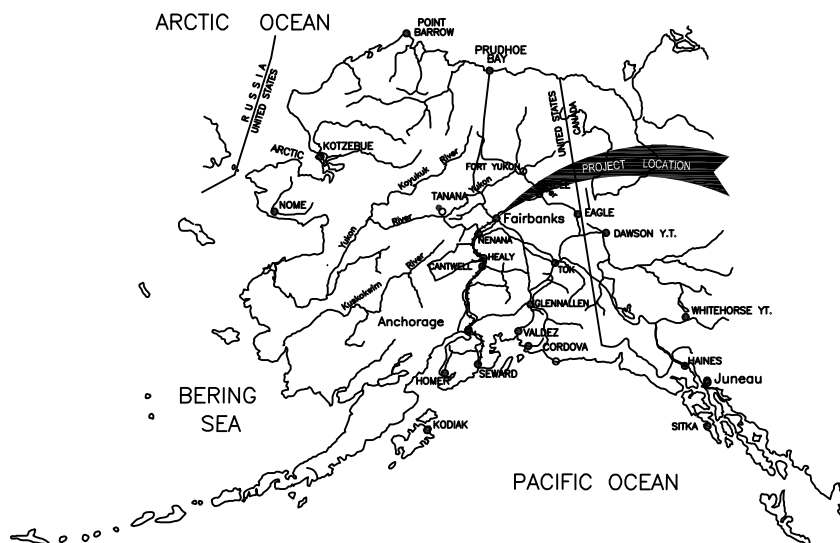 ARCTIC OCEAN
POINT
BARROW
PRUDHOE
BAY
RUSSIA
UNITED STATES
UNITED STATES
CANADA
ARCTIC
KOTZEBUE
Koyukuk River
FORT YUKON
PROJECT LOCATION
TANANA
Yukon
NOME
Yukon
River
Fairbanks
EAGLE
DAWSON Y.T.
NENANA
HEALY
CANTWELL
TOK
Kuskokwim River
GLENNALLEN
WHITEHORSE YT.
Anchorage
VALDEZ
CORDOVA
HAINES
HOMER
SEWARD
Juneau
BERING
SEA
KODIAK
SITKA
PACIFIC OCEAN